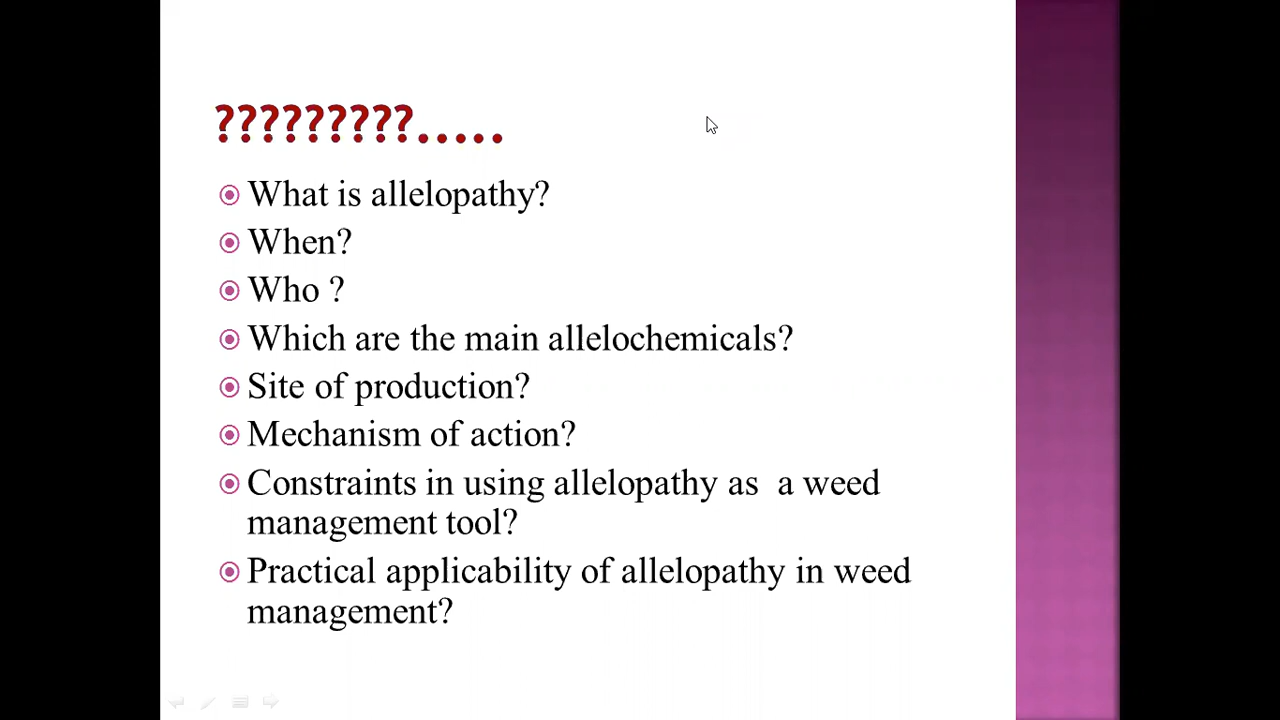 ?????????.....
What is allelopathy?
When?
Who ?
Which are the main allelochemicals?
Site of production?
Mechanism of action?
Constraints in using allelopathy as  a weed
management tool?
Practical applicability of allelopathy in weed
management?